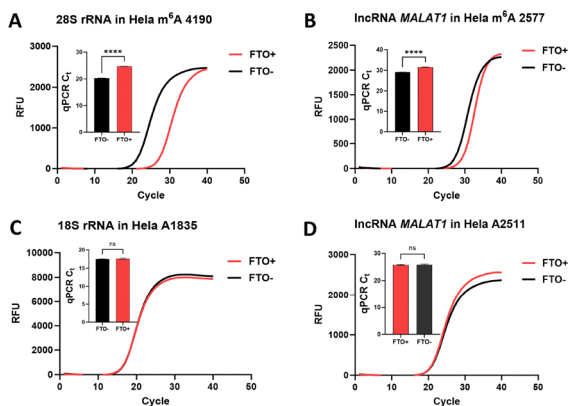 A
28S rRNA in Hela m⁶A 4190
3000
2000
1000
0
RFU
0
10
20
30
40
50
Cycle
FTO+
FTO-
30
20
10
0
qPCR Cₜ
****
FTO-
FTO+
B
lncRNA MALAT1 in Hela m⁶A 2577
2500
2000
1500
1000
500
0
RFU
0
10
20
30
40
50
Cycle
FTO+
FTO-
40
30
20
10
0
qPCR Cₜ
****
FTO-
FTO+
C
18S rRNA in Hela A1835
10000
8000
6000
4000
2000
0
RFU
0
10
20
30
40
50
Cycle
FTO+
FTO-
20
15
10
5
0
qPCR Cₜ
ns
FTO-
FTO+
D
lncRNA MALAT1 in Hela A2511
3000
2000
1000
0
RFU
0
10
20
30
40
50
Cycle
FTO+
FTO-
30
20
10
0
qPCR Cₜ
ns
FTO+
FTO-